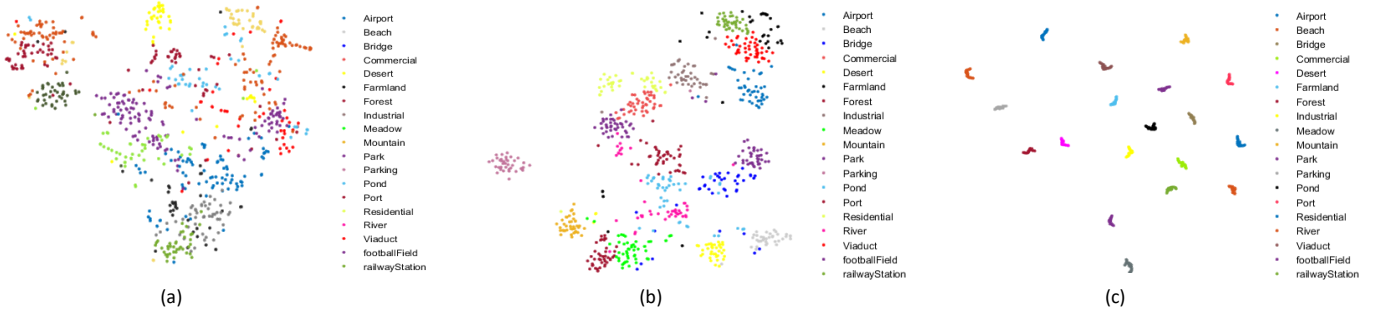 Airport
Beach
Bridge
Commercial
Desert
Farmland
Forest
Industrial
Meadow
Mountain
Park
Parking
Pond
Port
Residential
River
Viaduct
footballField
railwayStation
(a)
Airport
Beach
Bridge
Commercial
Desert
Farmland
Forest
Industrial
Meadow
Mountain
Park
Parking
Pond
Port
Residential
River
Viaduct
footballField
railwayStation
(b)
Airport
Beach
Bridge
Commercial
Desert
Farmland
Forest
Industrial
Meadow
Mountain
Park
Parking
Pond
Port
Residential
River
Viaduct
footballField
railwayStation
(c)